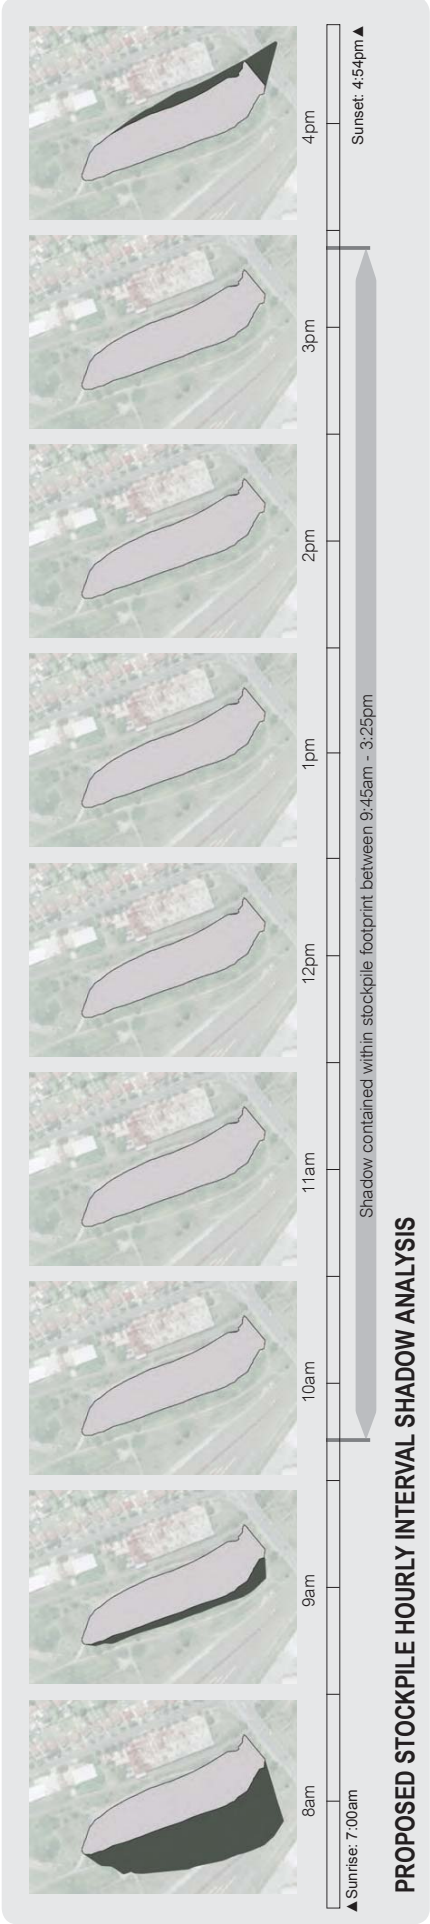 8am
9am
10am
11am
12pm
1pm
2pm
3pm
4pm
▲Sunrise: 7:00am
Sunset: 4:54pm▲
Shadow contained within stockpile footprint between 9:45am - 3:25pm
PROPOSED STOCKPILE HOURLY INTERVAL SHADOW ANALYSIS